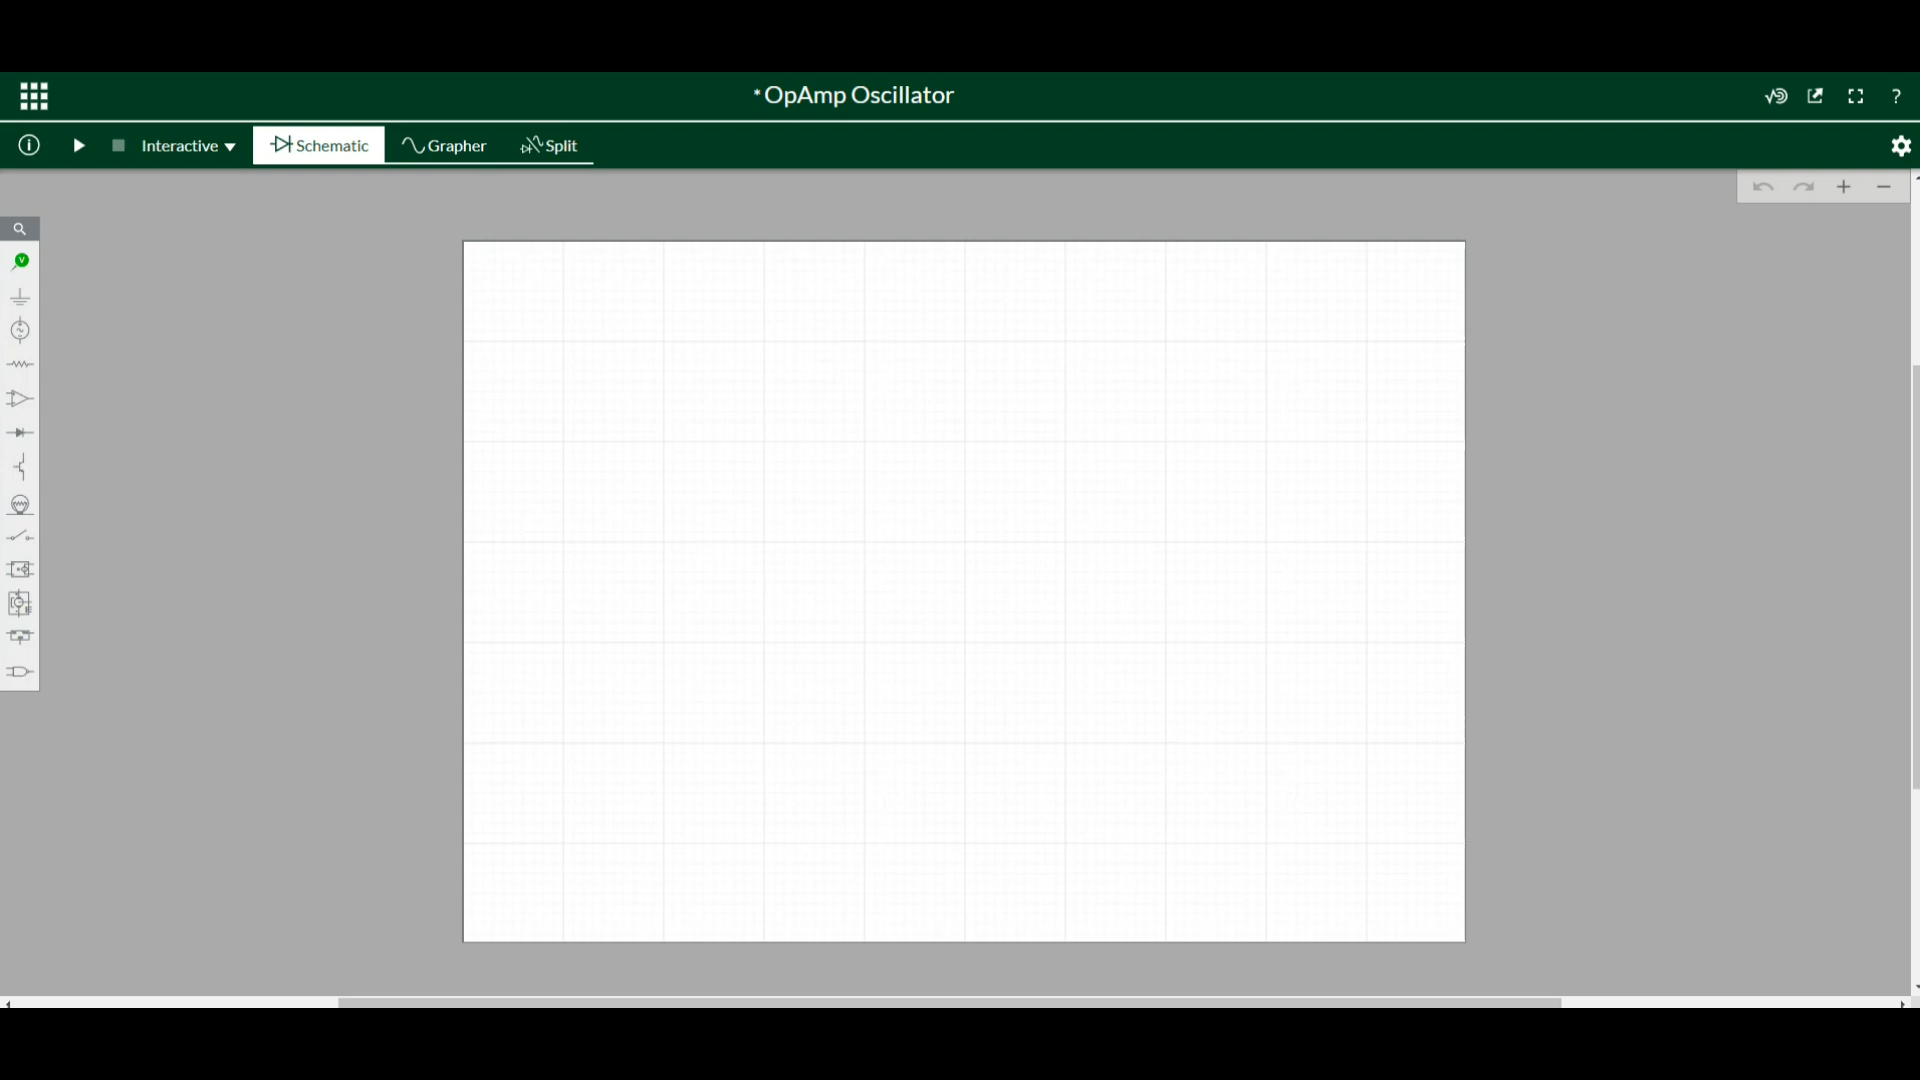 *OpAmp Oscillator
?
Interactive
Schematic
Grapher
Split
V